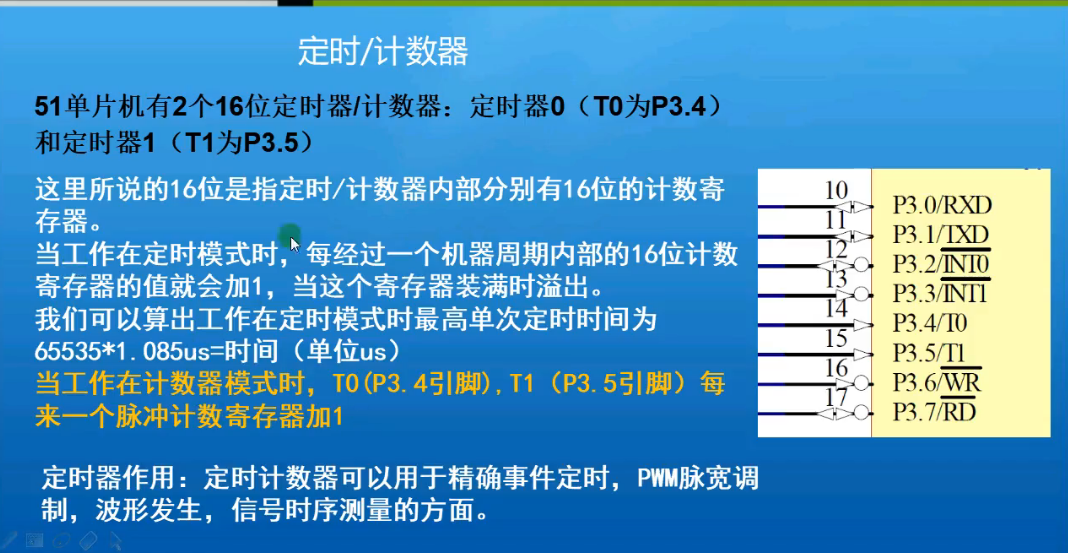 定时/计数器
51单片机有2个16位定时器/计数器：定时器0（T0为P3.4）
和定时器1（T1为P3.5）
这里所说的16位是指定时/计数器内部分别有16位的计数寄
存器。
当工作在定时模式时，每经过一个机器周期内部的16位计数
寄存器的值就会加1，当这个寄存器装满时溢出。
我们可以算出工作在定时模式时最高单次定时时间为
65535*1.085us=时间（单位us）
当工作在计数器模式时，T0(P3.4引脚),T1（P3.5引脚）每
来一个脉冲计数寄存器加1
定时器作用：定时计数器可以用于精确事件定时，PWM脉宽调
制，波形发生，信号时序测量的方面。
10 P3.0/RXD
11 P3.1/TXD
12 P3.2/INT0
13 P3.3/INT1
14 P3.4/T0
15 P3.5/T1
16 P3.6/WR
17 P3.7/RD